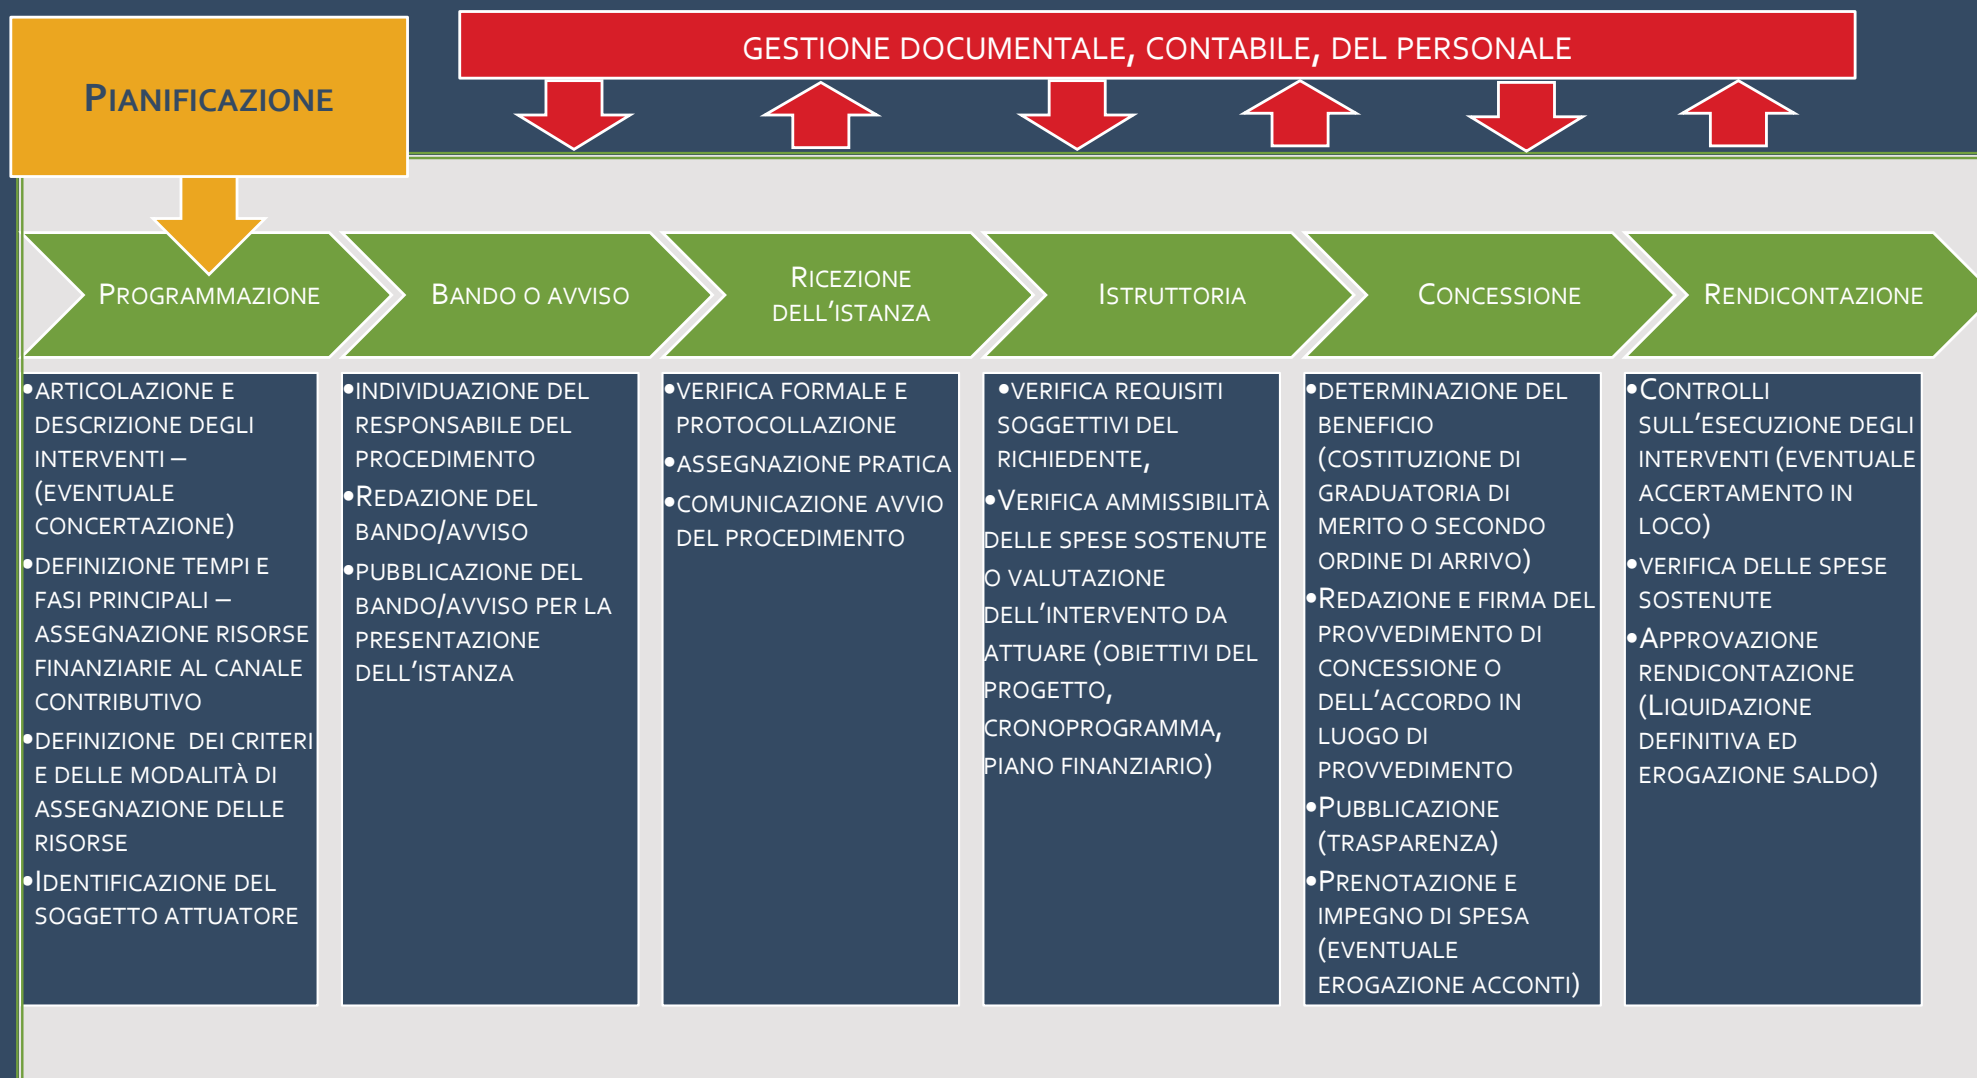 PIANIFICAZIONE
GESTIONE DOCUMENTALE, CONTABILE, DEL PERSONALE
PROGRAMMAZIONE
BANDO O AVVISO
RICEZIONE
DELL'ISTANZA
ISTRUTTORIA
CONCESSIONE
RENDICONTAZIONE
•ARTICOLAZIONE E
DESCRIZIONE DEGLI
INTERVENTI –
(EVENTUALE
CONCERTAZIONE)
•DEFINIZIONE TEMPI E
FASI PRINCIPALI –
ASSEGNAZIONE RISORSE
FINANZIARIE AL CANALE
CONTRIBUTIVO
•DEFINIZIONE DEI CRITERI
E DELLE MODALITÀ DI
ASSEGNAZIONE DELLE
RISORSE
•IDENTIFICAZIONE DEL
SOGGETTO ATTUATORE
•INDIVIDUAZIONE DEL
RESPONSABILE DEL
PROCEDIMENTO
•REDAZIONE DEL
BANDO/AVVISO
•PUBBLICAZIONE DEL
BANDO/AVVISO PER LA
PRESENTAZIONE
DELL'ISTANZA
•VERIFICA FORMALE E
PROTOCOLLAZIONE
•ASSEGNAZIONE PRATICA
•COMUNICAZIONE AVVIO
DEL PROCEDIMENTO
•VERIFICA REQUISITI
SOGGETTIVI DEL
RICHIEDENTE,
•VERIFICA AMMISSIBILITÀ
DELLE SPESE SOSTENUTE
O VALUTAZIONE
DELL'INTERVENTO DA
ATTUARE (OBIETTIVI DEL
PROGETTO,
CRONOPROGRAMMA,
PIANO FINANZIARIO)
•DETERMINAZIONE DEL
BENEFICIO
(COSTITUZIONE DI
GRADUATORIA DI
MERITO O SECONDO
ORDINE DI ARRIVO)
•REDAZIONE E FIRMA DEL
PROVVEDIMENTO DI
CONCESSIONE O
DELL'ACCORDO IN
LUOGO DI
PROVVEDIMENTO
•PUBBLICAZIONE
(TRASPARENZA)
•PRENOTAZIONE E
IMPEGNO DI SPESA
(EVENTUALE
EROGAZIONE ACCONTI)
•CONTROLLI
SULL'ESECUZIONE DEGLI
INTERVENTI (EVENTUALE
ACCERTAMENTO IN
LOCO)
•VERIFICA DELLE SPESE
SOSTENUTE
•APPROVAZIONE
RENDICONTAZIONE
(LIQUIDAZIONE
DEFINITIVA ED
EROGAZIONE SALDO)